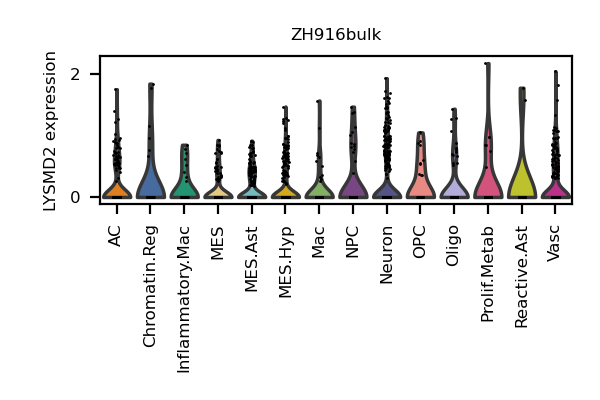 ZH916bulk
LYSMD2 expression
2
0
AC
Chromatin.Reg
Inflammatory.Mac
MES
MES.Ast
MES.Hyp
Mac
NPC
Neuron
OPC
Oligo
Prolif.Metab
Reactive.Ast
Vasc